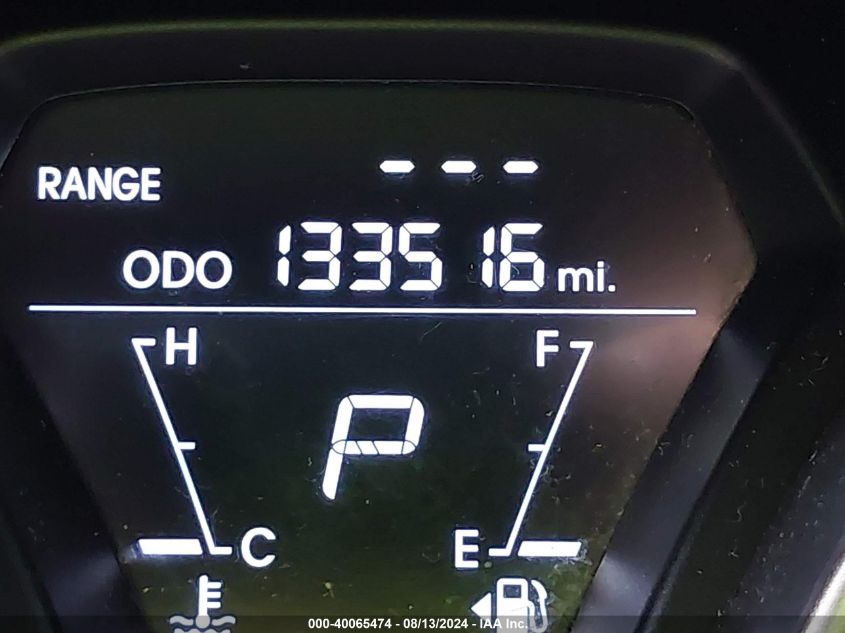 RANGE - - -
ODO 133516 mi.
H F
P
C E
000-40065474 - 08/13/2024 - IAA Inc.